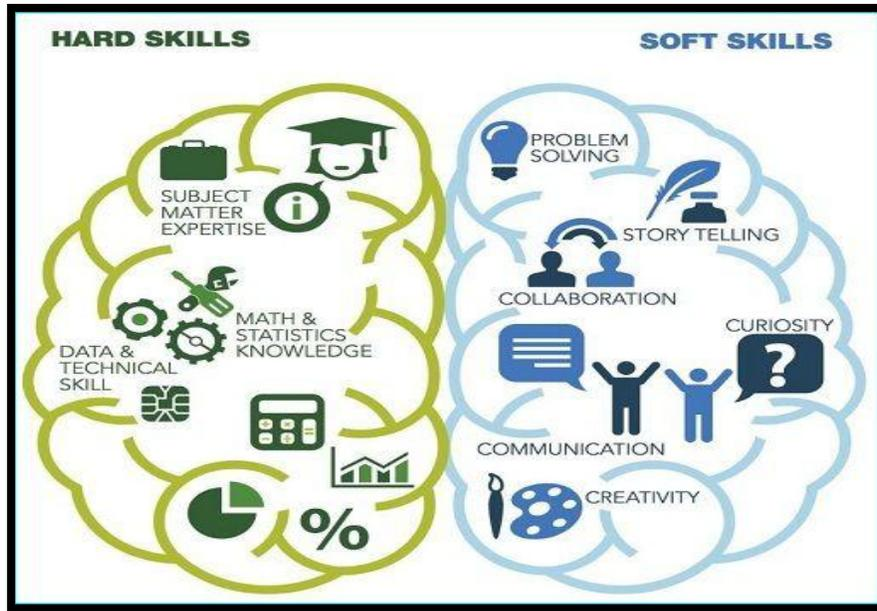 HARD SKILLS
SUBJECT
MATTER
EXPERTISE
i
MATH &
STATISTICS
KNOWLEDGE
DATA &
TECHNICAL
SKILL
%
SOFT SKILLS
PROBLEM
SOLVING
STORY TELLING
COLLABORATION
CURIOSITY
?
COMMUNICATION
CREATIVITY